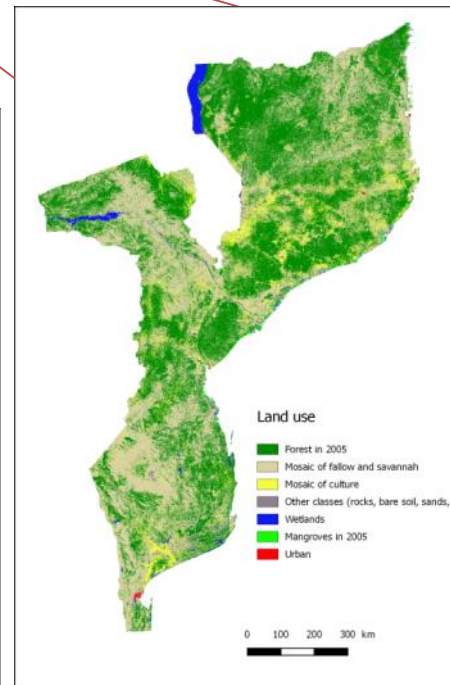 Land use
Forest in 2005
Mosaic of fallow and savannah
Mosaic of culture
Other classes (rocks, bare soil, sands,
Wetlands
Mangroves in 2005
Urban
0 100 200 300 km